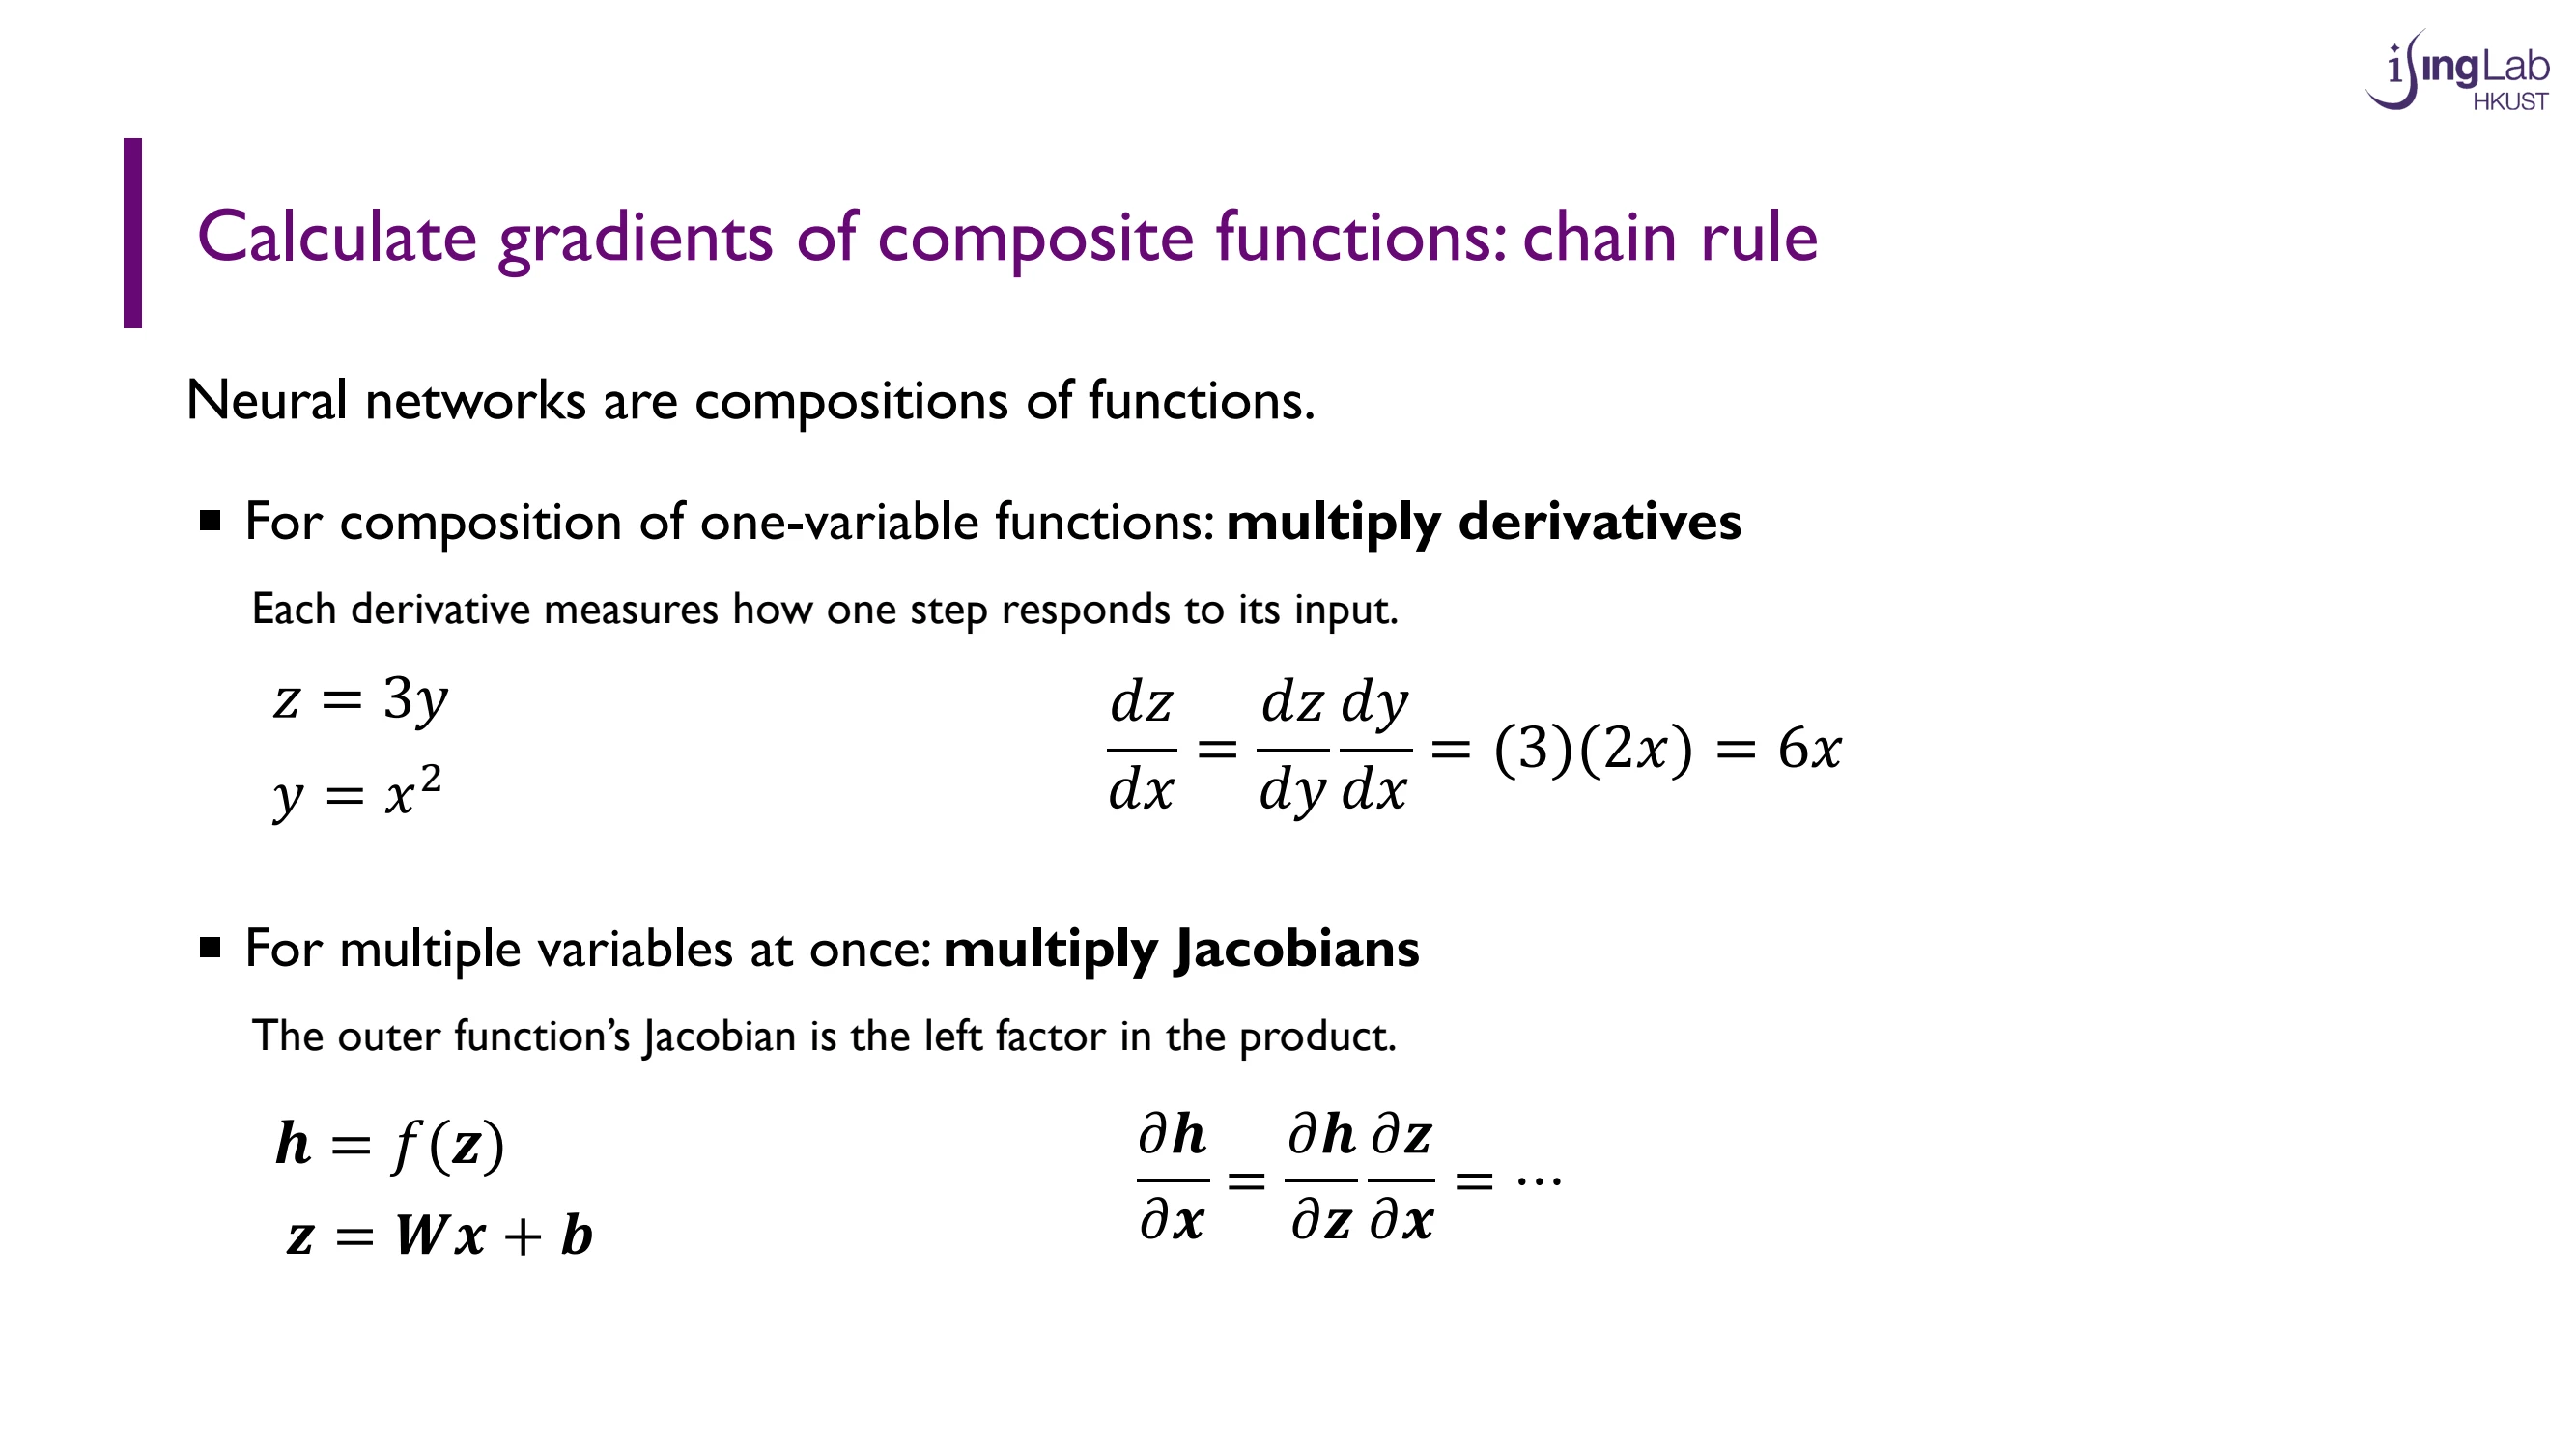 isingLab
HKUST
Calculate gradients of composite functions: chain rule
Neural networks are compositions of functions.
▪ For composition of one-variable functions: multiply derivatives
Each derivative measures how one step responds to its input.
z = 3y
y = x²
dz/dx = dz/dy dy/dx = (3)(2x) = 6x
▪ For multiple variables at once: multiply Jacobians
The outer function’s Jacobian is the left factor in the product.
h = f(z)
z = Wx + b
∂h/∂x = ∂h/∂z ∂z/∂x = ⋯